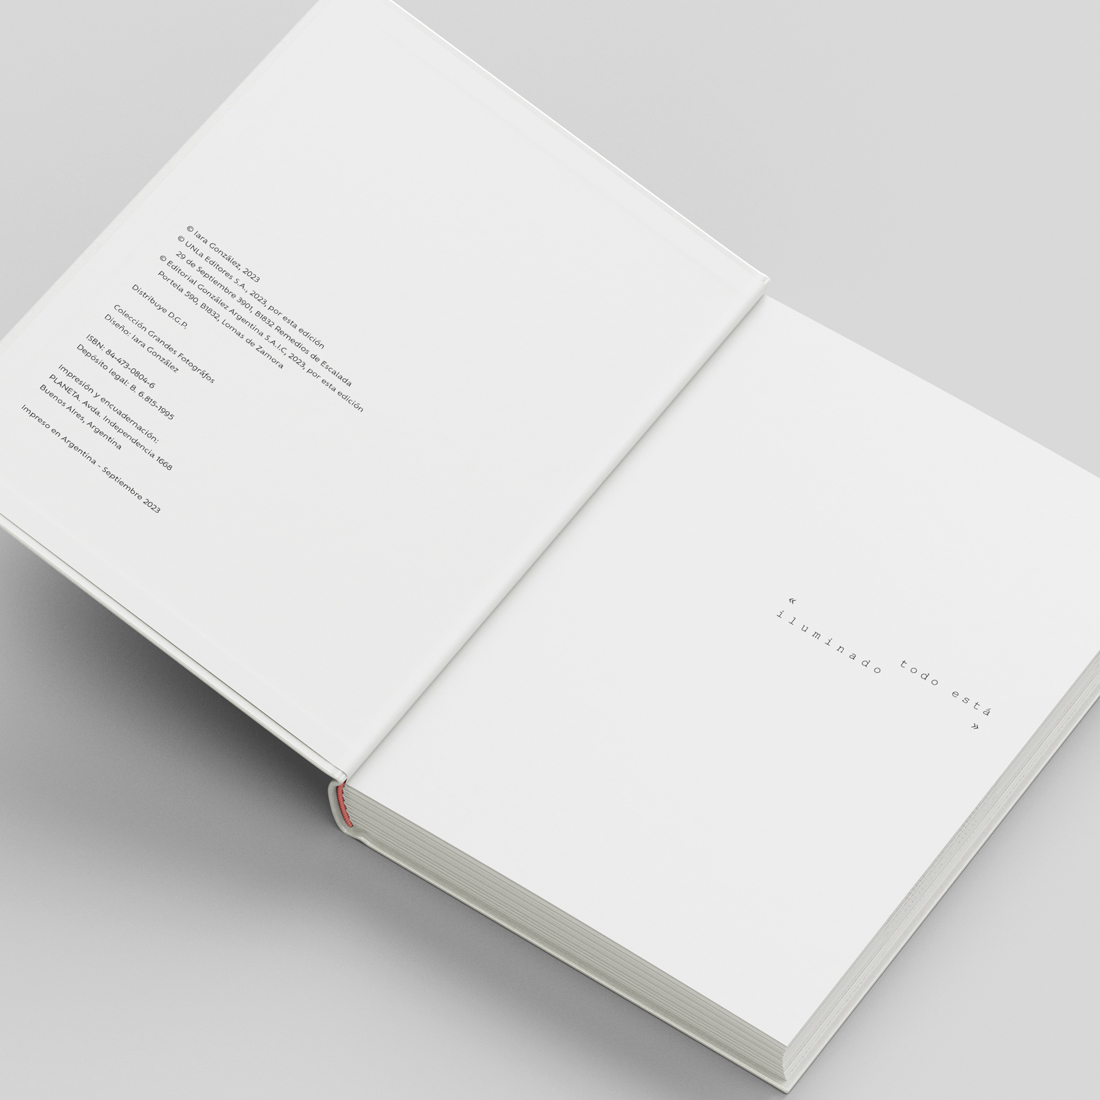 © Iara González, 2023
© UNLa Editores S.A., 2023, por esta edición
29 de Septiembre 3901, B1832 Remedios de Escalada
© Editorial González Argentina S.A.I.C, 2023, por esta edición
Portela 590, B1832, Lomas de Zamora
Distribuye D.G.P.
Colección Grandes Fotográfos
Diseño: Iara González
ISBN: 84-473-0804-6
Depósito legal: B. 6.815-1995
Impresión y encuadernación:
PLANETA. Avda. Independencia 1668
Buenos Aires, Argentina
Impreso en Argentina - Septiembre 2023
«
iluminado
todo está
»